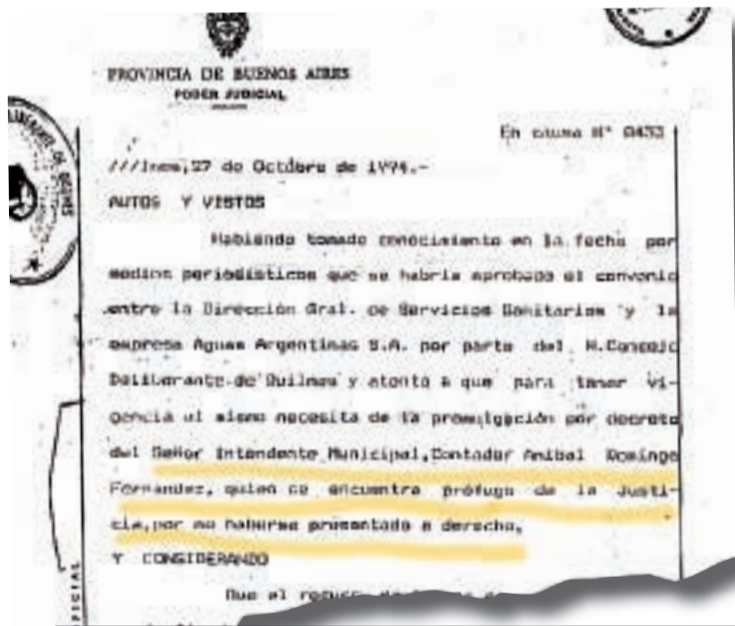 PROVINCIA DE BUENOS AIRES
PODER JUDICIAL
En causa N° 0433
///lmes, 27 de Octubre de 1994.-
AUTOS Y VISTOS
Habiendo tomado conocimiento en la fecha por
medios periodísticos que se habría aprobado el convenio
entre la Dirección Gral. de Servicios Sanitarios y la
empresa Aguas Argentinas S.A. por parte del H.Concejo
Deliberante de Quilmes y atento a que para tener vi-
gencia el mismo necesita de la promulgación por decreto
del Señor Intendente Municipal, Contador Anibal Domingo
Fernandez, quien se encuentra prófugo de la Justi-
cia, por no haberse presentado a derecho,
Y CONSIDERANDO
Que el